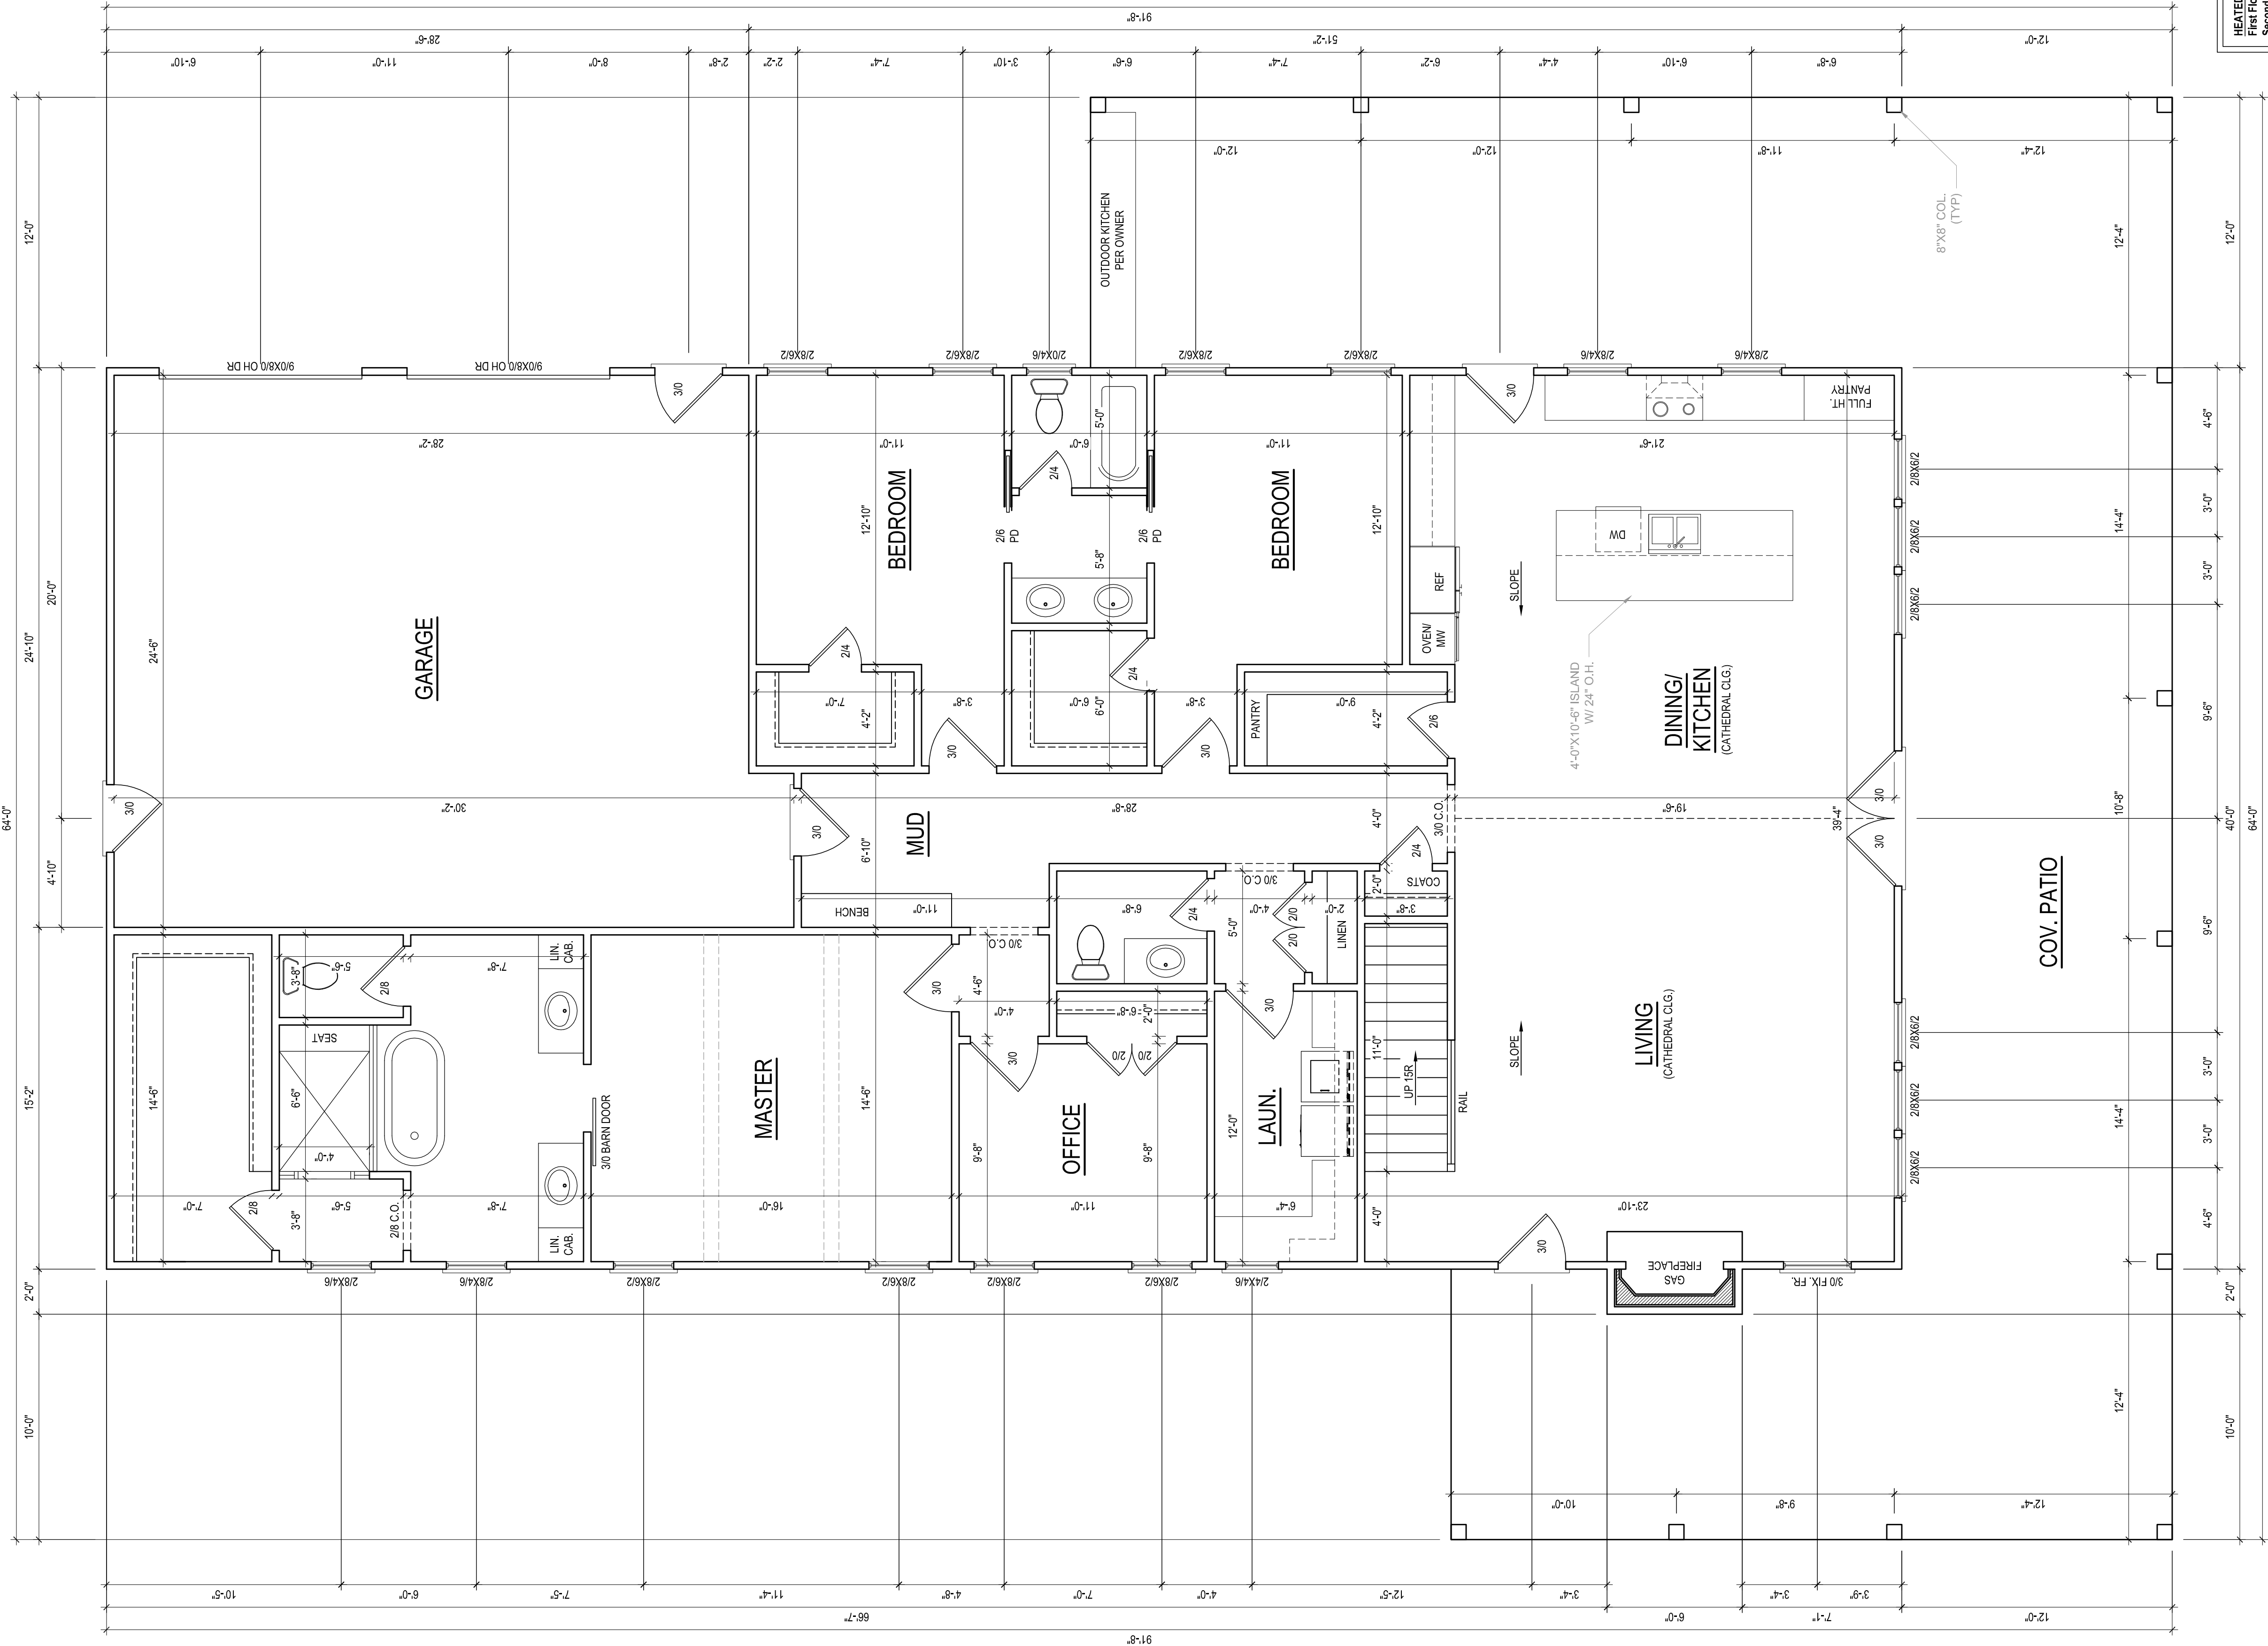 91'-8"
28'-6"
51'-2"
12'-0"
6'-10"
11'-0"
8'-0"
2'-8"
2'-2"
7'-4"
3'-10"
6'-6"
7'-4"
6'-2"
4'-4"
6'-10"
6'-8"
HEATED
64'-0"
12'-0"
24'-10"
20'-0"
4'-10"
15'-2"
2'-0"
10'-0"
12'-0"
12'-0"
11'-8"
12'-4"
OUTDOOR KITCHEN
PER OWNER
8"X8" COL.
(TYP)
9/0X8/0 OH DR
9/0X8/0 OH DR
3/0
2/8X6/2
2/8X6/2
2/0X4/6
2/8X6/2
2/8X6/2
3/0
2/8X4/6
2/8X4/6
FULL HT.
PANTRY
28'-2"
11'-0"
6'-0"
5'-0"
11'-0"
21'-6"
24'-6"
GARAGE
12'-10"
BEDROOM
2/4
2/6
PD
5'-8"
2/6
PD
BEDROOM
12'-10"
REF
OVEN/
MW
SLOPE
DW
4'-0"X10'-6" ISLAND
W/ 24" O.H.
DINING/
KITCHEN
(CATHEDRAL CLG.)
2/4
7'-0"
4'-2"
3'-8"
6'-0"
6'-0"
2/4
3'-8"
PANTRY
9'-0"
4'-2"
2/6
3/0
3/0
3/0
30'-2"
3/0
MUD
6'-10"
28'-8"
4'-0"
3/0 C.O.
19'-6"
39'-4"
3/0
3/0
BENCH
11'-0"
6'-8"
2/4
3/0 C.O.
4'-0"
5'-0"
2/0
2/0
2'-0"
LINEN
2/4
2'-0"
COATS
3'-8"
3/0 C.O.
4'-6"
4'-0"
3/0
3/0
6'-8"
2'-0"
2/0
2/0
3/0
3'-8"
5'-6"
2/8
7'-8"
LIN.
CAB.
SEAT
6'-6"
4'-0"
14'-6"
7'-0"
2/8
3'-8"
5'-6"
2/8 C.O.
7'-8"
LIN.
CAB.
3/0 BARN DOOR
MASTER
14'-6"
16'-0"
OFFICE
9'-8"
9'-8"
11'-0"
LAUN.
12'-0"
6'-4"
11'-0"
UP 15R
RAIL
4'-0"
SLOPE
LIVING
(CATHEDRAL CLG.)
23'-10"
3/0
GAS
FIREPLACE
3/0 FIX. FR.
2/8X4/6
2/8X4/6
2/8X6/2
2/8X6/2
2/8X6/2
2/8X6/2
2/4X4/6
2/8X6/2
2/8X6/2
2/8X6/2
2/8X6/2
2/8X6/2
2/8X6/2
COV. PATIO
12'-4"
14'-4"
10'-8"
14'-4"
12'-4"
12'-0"
4'-6"
3'-0"
3'-0"
9'-6"
9'-6"
3'-0"
3'-0"
4'-6"
2'-0"
10'-0"
40'-0"
64'-0"
10'-0"
9'-8"
12'-4"
10'-5"
6'-0"
7'-5"
11'-4"
4'-8"
7'-0"
4'-0"
12'-5"
3'-4"
3'-4"
3'-9"
66'-7"
6'-0"
7'-1"
12'-0"
91'-8"